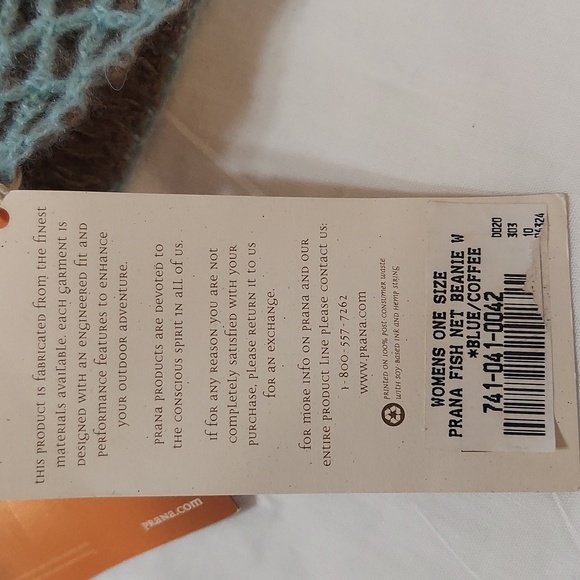 THIS PRODUCT IS FABRICATED FROM THE FINEST
MATERIALS AVAILABLE. EACH GARMENT IS
DESIGNED WITH AN ENGINEERED FIT AND
PERFORMANCE FEATURES TO ENHANCE
YOUR OUTDOOR ADVENTURE.
PRANA PRODUCTS ARE DEVOTED TO
THE CONSCIOUS SPIRIT IN ALL OF US.
IF FOR ANY REASON YOU ARE NOT
COMPLETELY SATISFIED WITH YOUR
PURCHASE, PLEASE RETURN IT TO US
FOR AN EXCHANGE.
FOR MORE INFO ON PRANA AND OUR
ENTIRE PRODUCT LINE PLEASE CONTACT US:
1-800-557-7262
WWW.PRANA.COM
PRINTED ON 100% POST CONSUMER WASTE
WITH SOY-BASED INK AND HEMP STRING
WOMENS ONE SIZE
PRANA FISH NET BEANIE W
*BLUE/COFFEE
741-041-0042
0020
303
10
PRANA.COM